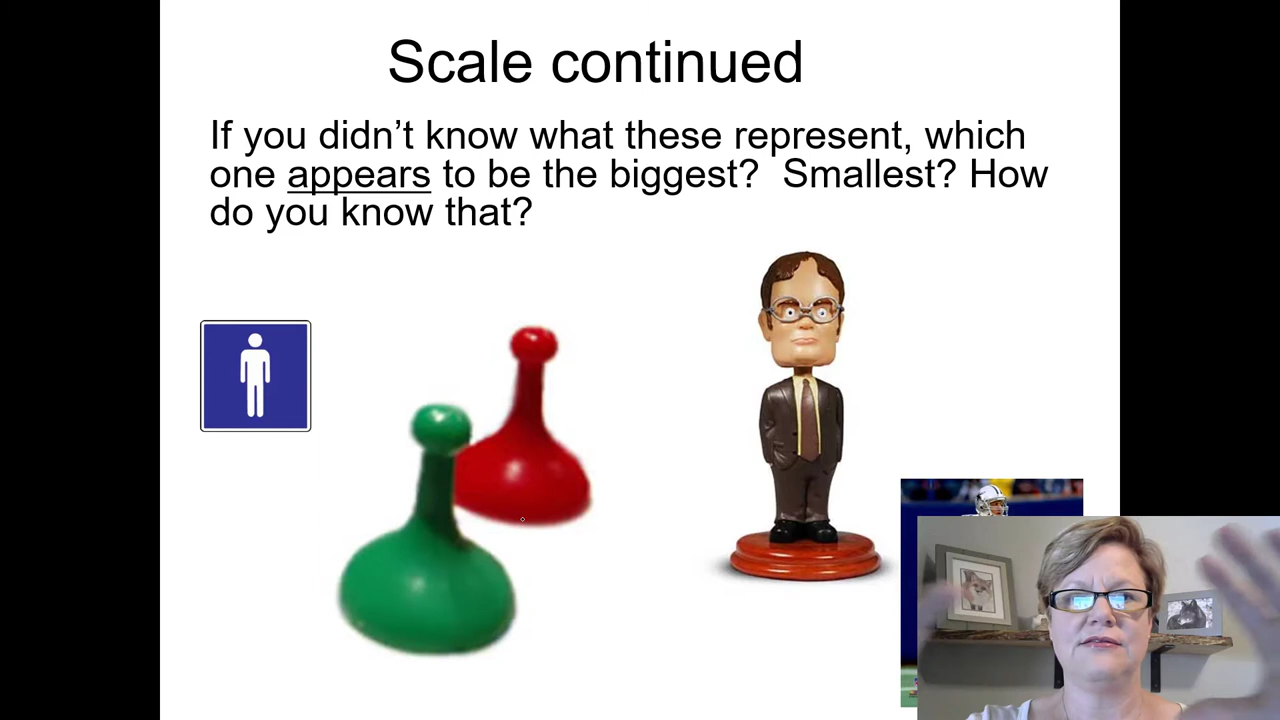 Scale continued
If you didn’t know what these represent, which
one appears to be the biggest?  Smallest? How
do you know that?